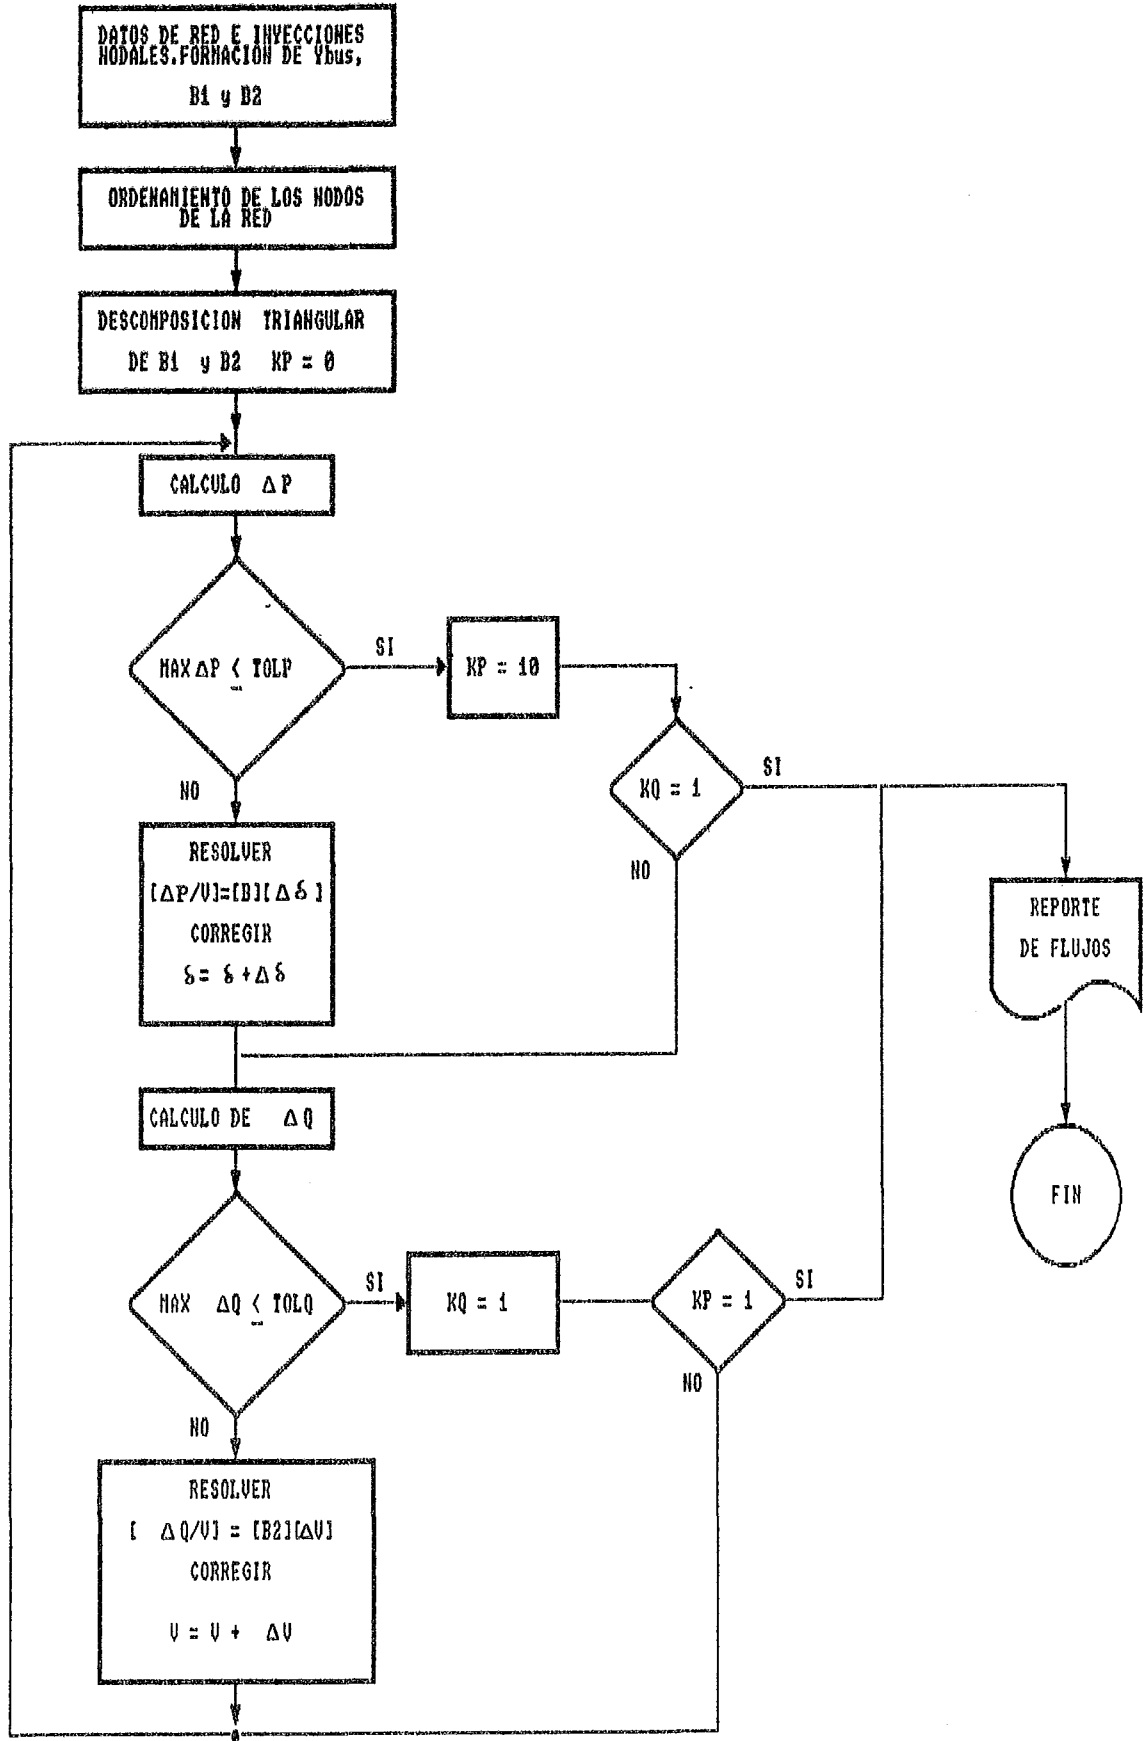 DATOS DE RED E INYECCIONES
NODALES.FORMACION DE Ybus,
B1 y B2
ORDENAMIENTO DE LOS NODOS
DE LA RED
DESCOMPOSICION TRIANGULAR
DE B1 y B2 KP = 0
CALCULO Δ P
MAX ΔP ≤ TOLP
SI
KP = 10
NO
KQ = 1
SI
NO
RESOLVER
[ΔP/V]=[B][Δδ]
CORREGIR
δ = δ + Δδ
REPORTE
DE FLUJOS
CALCULO DE ΔQ
FIN
MAX ΔQ ≤ TOLQ
SI
KQ = 1
KP = 1
SI
NO
NO
RESOLVER
[ ΔQ/V] = [B2][ΔV]
CORREGIR
V = V + ΔV